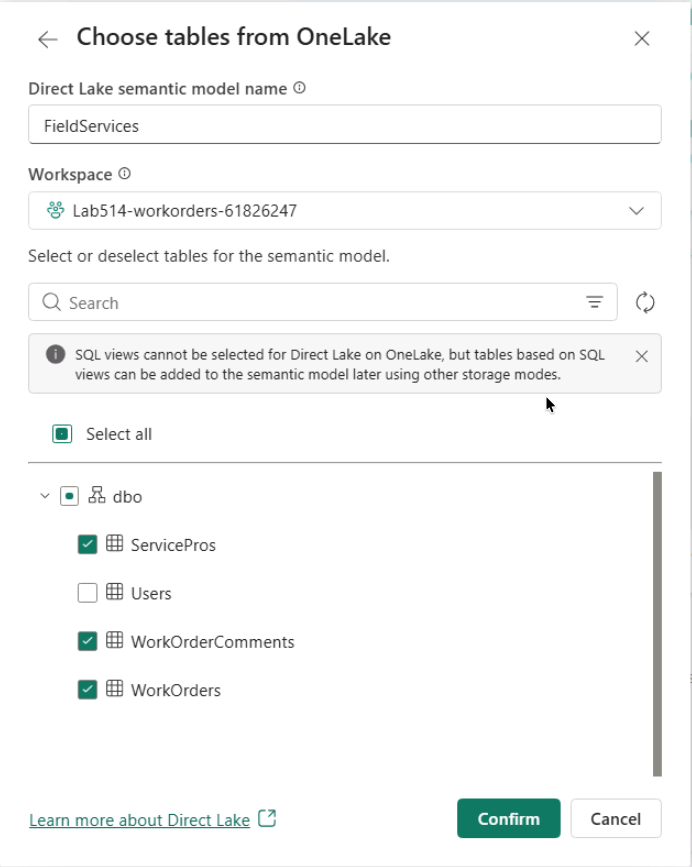 Choose tables from OneLake
Direct Lake semantic model name
FieldServices
Workspace
Lab514-workorders-61826247
Select or deselect tables for the semantic model.
Search
SQL views cannot be selected for Direct Lake on OneLake, but tables based on SQL
views can be added to the semantic model later using other storage modes.
Select all
dbo
ServicePros
Users
WorkOrderComments
WorkOrders
Learn more about Direct Lake
Confirm
Cancel